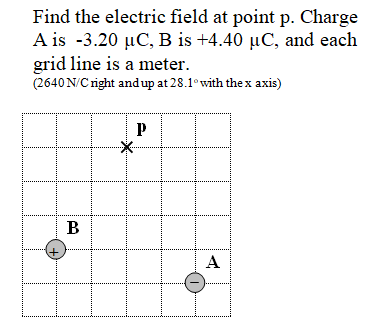 Find the electric field at point p. Charge
A is -3.20 μC, B is +4.40 μC, and each
grid line is a meter.
(2640 N/C right and up at 28.1° with the x axis)
p
B
+
A
−